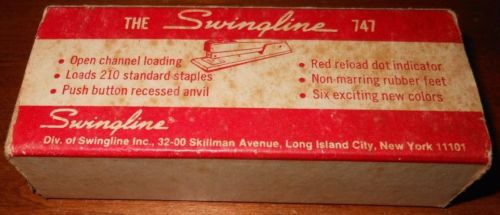 THE Swingline 747
• Open channel loading
• Loads 210 standard staples
• Push button recessed anvil
• Red reload dot indicator
• Non-marring rubber feet
• Six exciting new colors
Swingline
Div. of Swingline Inc., 32-00 Skillman Avenue, Long Island City, New York 11101